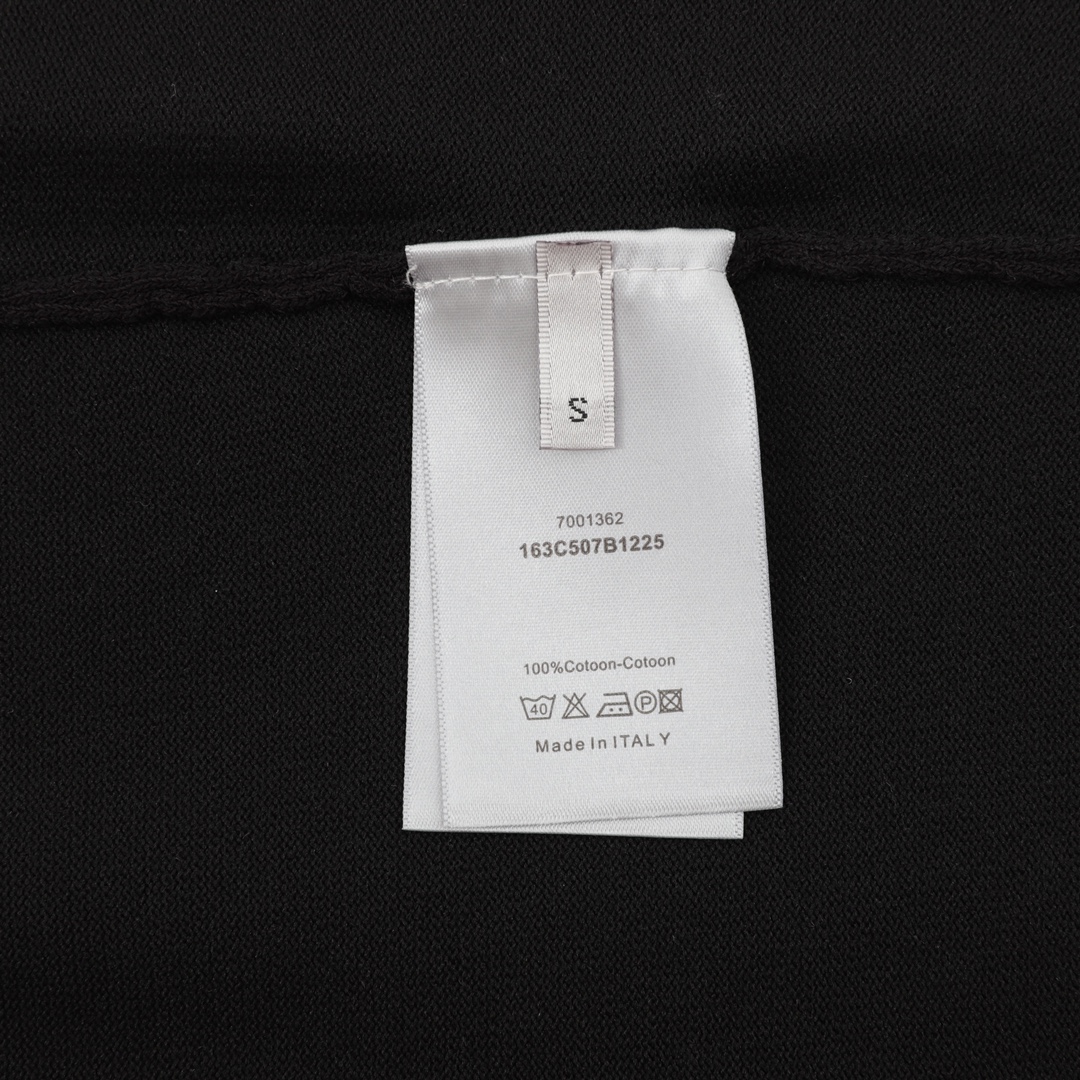 S
7001362
163C507B1225
100%Cotoon-Cotoon
40 P
Made In ITALY